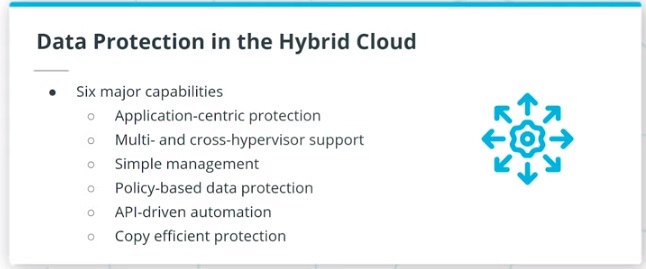 Data Protection in the Hybrid Cloud
● Six major capabilities
○ Application-centric protection
○ Multi- and cross-hypervisor support
○ Simple management
○ Policy-based data protection
○ API-driven automation
○ Copy efficient protection